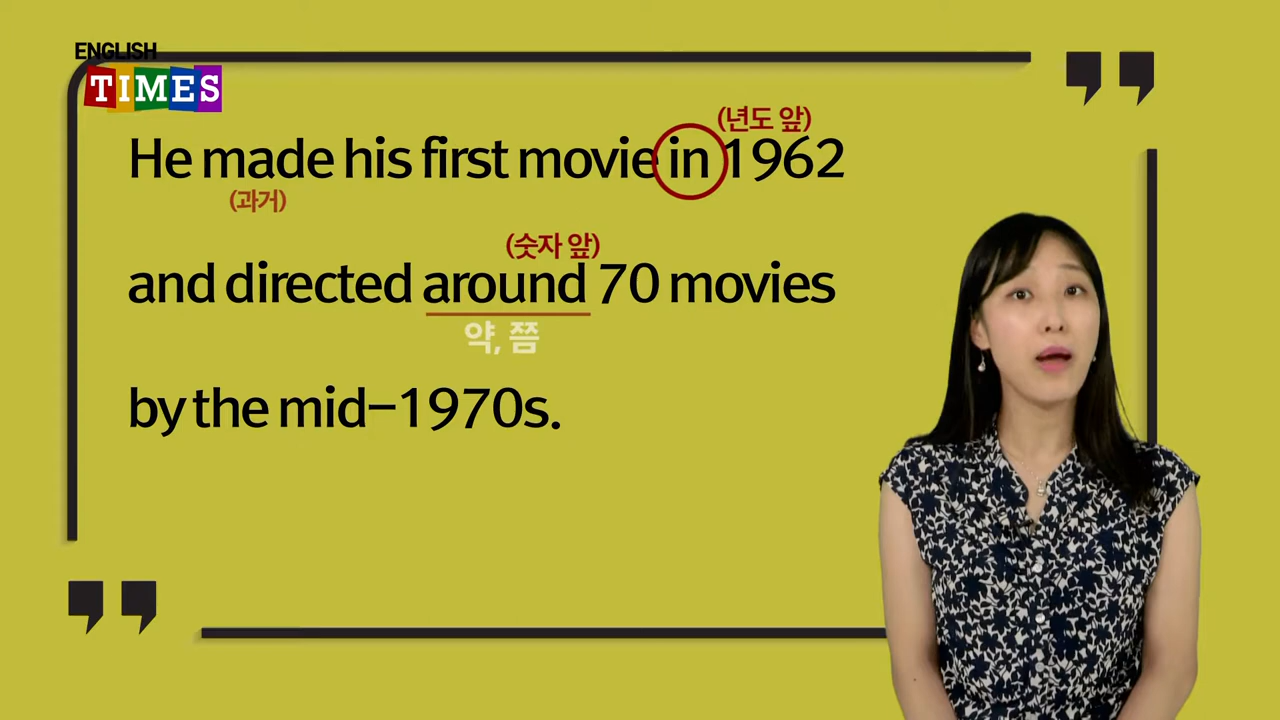 ENGLISH
TIMES
(년도 앞)
He made his first movie in 1962
(과거)
(숫자 앞)
and directed around 70 movies
약, 쯤
by the mid-1970s.